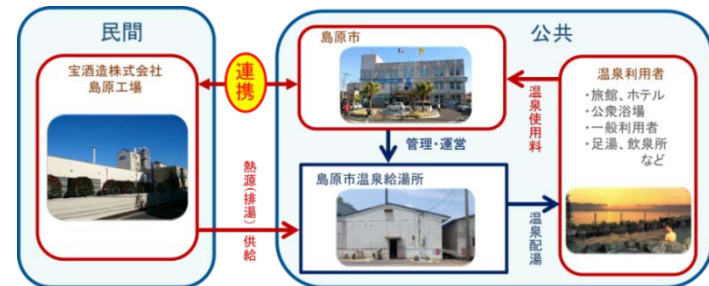 民間
公共
宝酒造株式会社
島原工場
連携
島原市
温泉利用者
・旅館、ホテル
・公衆浴場
・一般利用者
・足湯、飲泉所
など
温泉使用料
管理・運営
島原市温泉給湯所
熱源(排湯)供給
温泉配湯